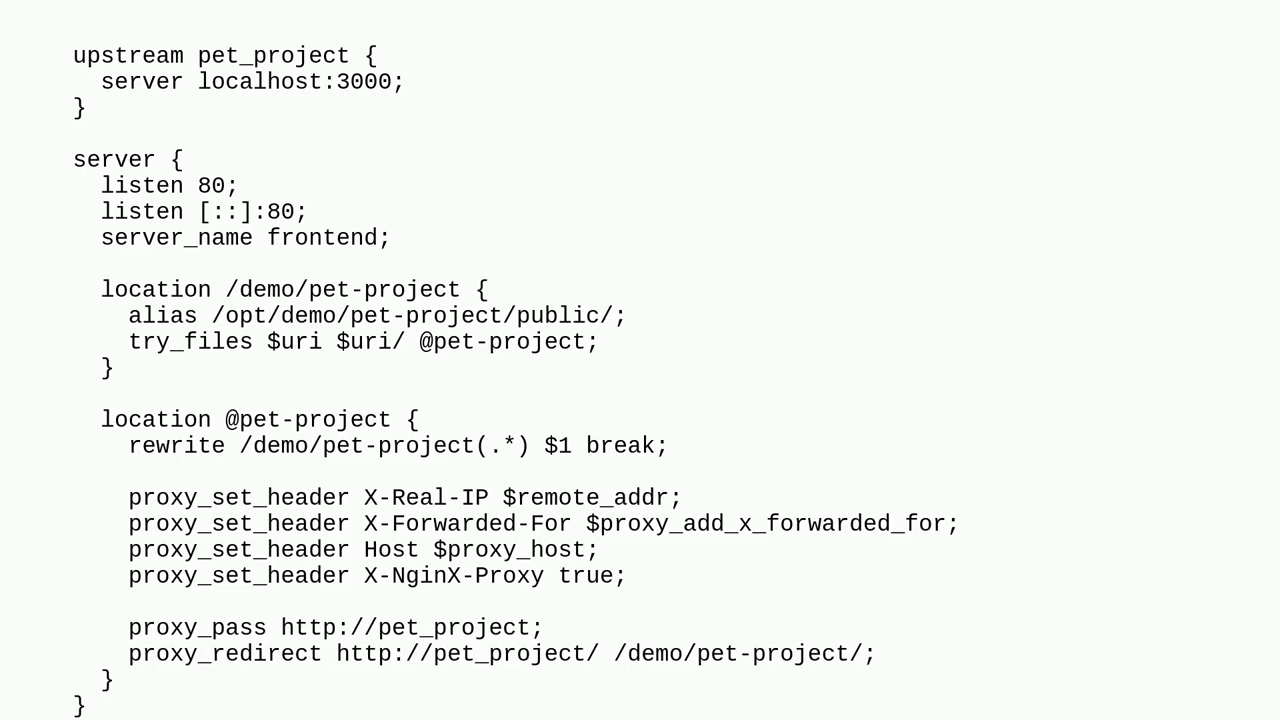 upstream pet_project {
  server localhost:3000;
}

server {
  listen 80;
  listen [::]:80;
  server_name frontend;

  location /demo/pet-project {
    alias /opt/demo/pet-project/public/;
    try_files $uri $uri/ @pet-project;
  }

  location @pet-project {
    rewrite /demo/pet-project(.*) $1 break;

    proxy_set_header X-Real-IP $remote_addr;
    proxy_set_header X-Forwarded-For $proxy_add_x_forwarded_for;
    proxy_set_header Host $proxy_host;
    proxy_set_header X-NginX-Proxy true;

    proxy_pass http://pet_project;
    proxy_redirect http://pet_project/ /demo/pet-project/;
  }
}